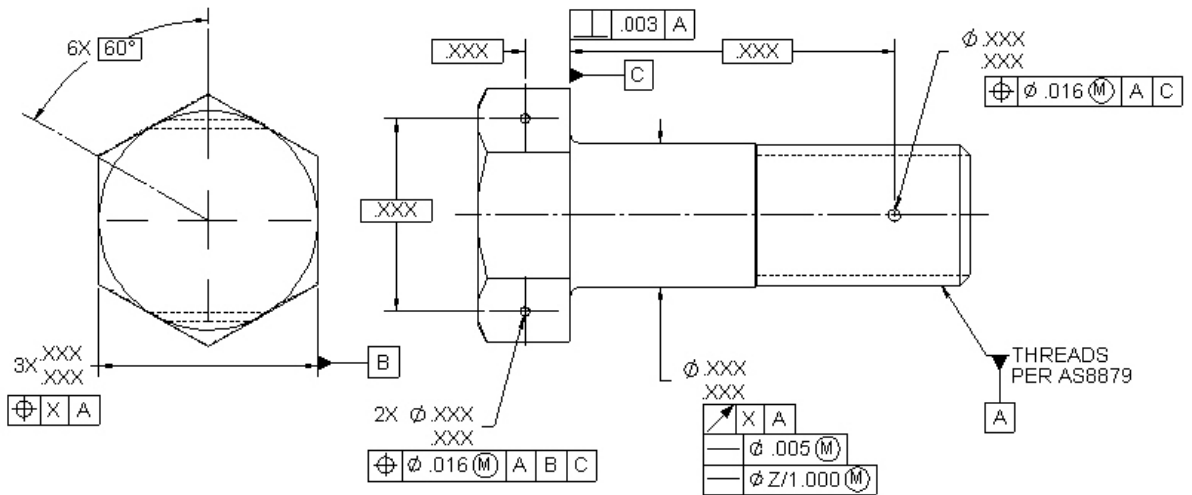 6X 60°
.XXX
⟂ .003 A
C
.XXX
⌀ .XXX
.XXX
⌖ ⌀ .016 Ⓜ A C
.XXX
3X .XXX
.XXX
B
⌖ X A
2X ⌀ .XXX
.XXX
⌖ ⌀ .016 Ⓜ A B C
⌀ .XXX
.XXX
↗ X A
⏤ ⌀ .005 Ⓜ
⏤ ⌀ Z/1.000 Ⓜ
THREADS
PER AS8879
A